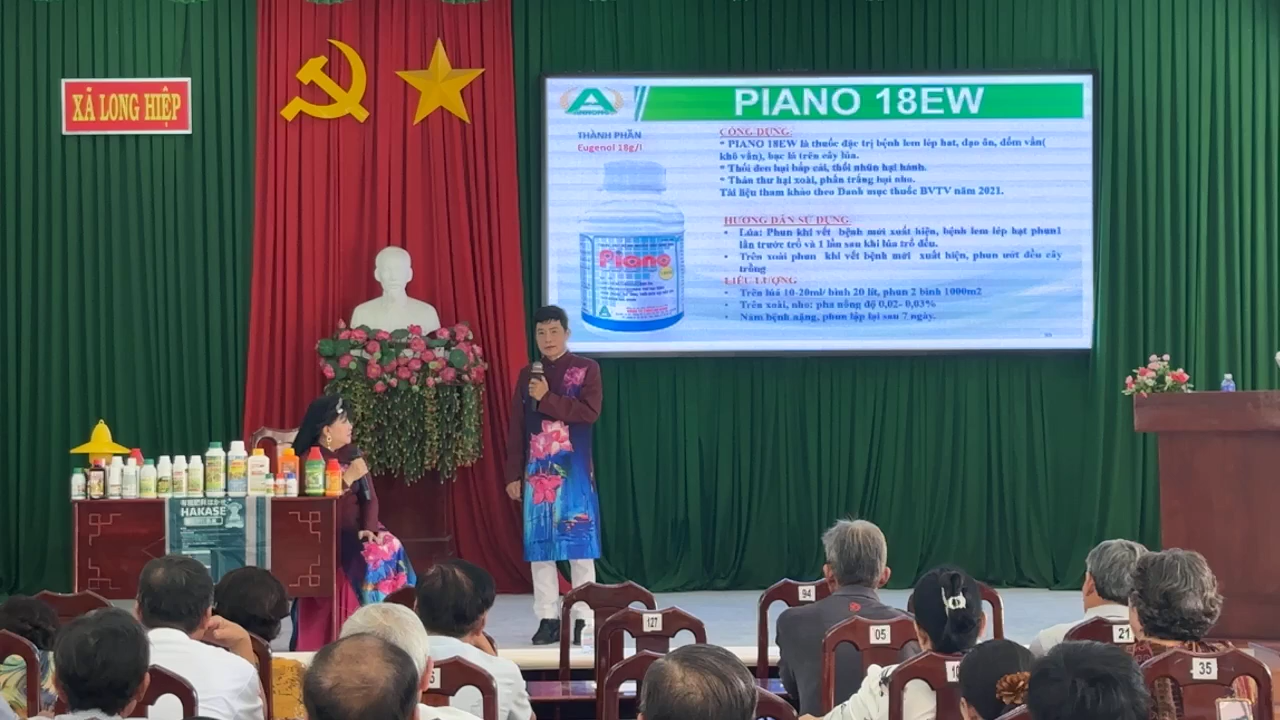 XÃ LONG HIỆP
PIANO 18EW
THÀNH PHẦN
Eugenol 18g/l
CÔNG DỤNG:
* PIANO 18EW là thuốc đặc trị bệnh lem lép hạt, đạo ôn, đốm vằn(
khô vằn), bạc lá trên cây lúa.
* Thối đen bụi bắp cải, thối nhũn hại hành.
* Thán thư hại xoài, phấn trắng hại nho.
Tài liệu tham khảo theo Danh mục thuốc BVTV năm 2021.
HƯỚNG DẪN SỬ DỤNG
• Lúa: Phun khi vết bệnh mới xuất hiện, bệnh lem lép hạt phun1
lần trước trổ và 1 lần sau khi lúa trổ đều.
• Trên xoài phun khi vết bệnh mới xuất hiện, phun ướt đều cây
trồng
LIỀU LƯỢNG
• Trên lúa 10-20ml/ bình 20 lít, phun 2 bình 1000m2
• Trên xoài, nho: pha nồng độ 0,02- 0,03%
• Nấm bệnh nặng, phun lặp lại sau 7 ngày.
Piano
HAKASE
94
127
05
21
35